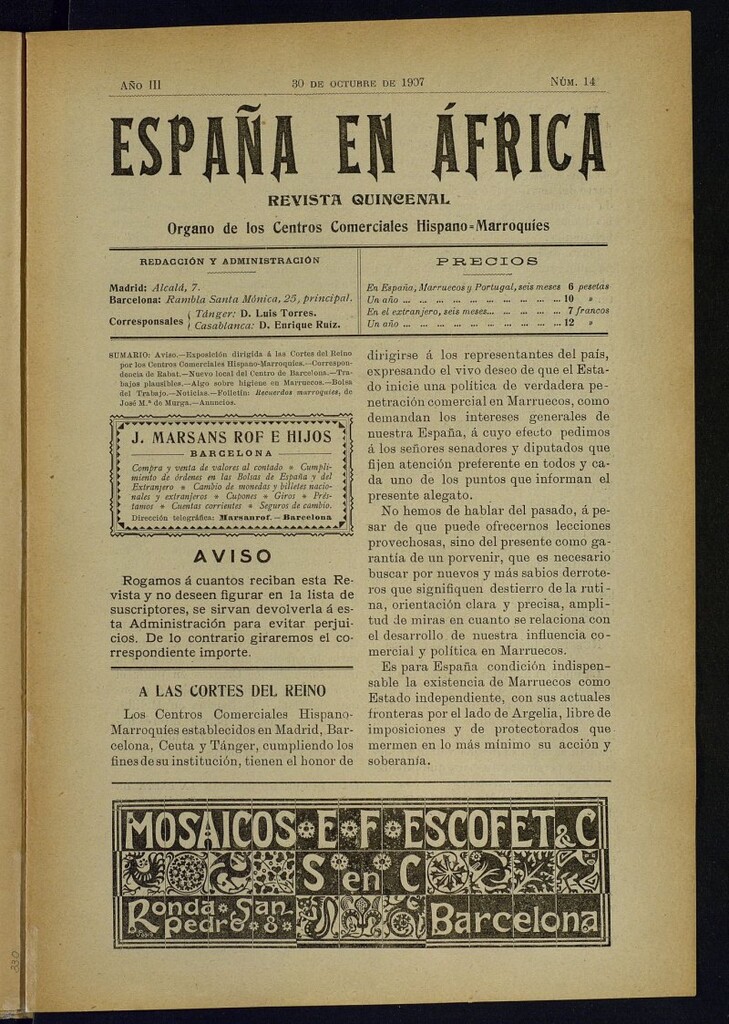 AÑO III 30 DE OCTUBRE DE 1907 NÚM. 14
ESPAÑA EN ÁFRICA
REVISTA QUINCENAL
Organo de los Centros Comerciales Hispano=Marroquíes
REDACCIÓN Y ADMINISTRACIÓN
Madrid: Alcalá, 7.
Barcelona: Rambla Santa Mónica, 25, principal.
Corresponsales { Tánger: D. Luis Torres.
Casablanca: D. Enrique Ruiz.
PRECIOS
En España, Marruecos y Portugal, seis meses 6 pesetas
Un año ... ... ... ... ... ... ... ... ... ... ... 10 »
En el extranjero, seis meses... ... ... ... ... 7 francos
Un año ... ... ... ... ... ... ... ... ... ... ... 12 »
SUMARIO: Aviso.—Exposición dirigida á las Cortes del Reino
por los Centros Comerciales Hispano-Marroquíes.—Correspon-
dencia de Rabat.—Nuevo local del Centro de Barcelona.—Tra-
bajos plausibles.—Algo sobre higiene en Marruecos.—Bolsa
del Trabajo.—Noticias.—Folletín: Recuerdos marroquíes, de
José M.ª de Murga.—Anuncios.
J. MARSANS ROF E HIJOS
BARCELONA
Compra y venta de valores al contado * Cumpli-
miento de órdenes en las Bolsas de España y del
Extranjero * Cambio de monedas y billetes nacio-
nales y extranjeros * Cupones * Giros * Prés-
tamos * Cuentas corrientes * Seguros de cambio.
Dirección telegráfica: Marsanrof.—Barcelona
AVISO
Rogamos á cuantos reciban esta Re-
vista y no deseen figurar en la lista de
suscriptores, se sirvan devolverla á es-
ta Administración para evitar perjui-
cios. De lo contrario giraremos el co-
rrespondiente importe.
A LAS CORTES DEL REINO
Los Centros Comerciales Hispano-
Marroquíes establecidos en Madrid, Bar-
celona, Ceuta y Tánger, cumpliendo los
fines de su institución, tienen el honor de
dirigirse á los representantes del país,
expresando el vivo deseo de que el Esta-
do inicie una política de verdadera pe-
netración comercial en Marruecos, como
demandan los intereses generales de
nuestra España, á cuyo efecto pedimos
á los señores senadores y diputados que
fijen atención preferente en todos y ca-
da uno de los puntos que informan el
presente alegato.
No hemos de hablar del pasado, á pe-
sar de que puede ofrecernos lecciones
provechosas, sino del presente como ga-
rantía de un porvenir, que es necesario
buscar por nuevos y más sabios derrote-
ros que signifiquen destierro de la ruti-
na, orientación clara y precisa, ampli-
tud de miras en cuanto se relaciona con
el desarrollo de nuestra influencia co-
mercial y política en Marruecos.
Es para España condición indispen-
sable la existencia de Marruecos como
Estado independiente, con sus actuales
fronteras por el lado de Argelia, libre de
imposiciones y de protectorados que
mermen en lo más mínimo su acción y
soberanía.
MOSAICOS E F ESCOFET & C
S en C
Ronda San
Pedro 8
Barcelona
330